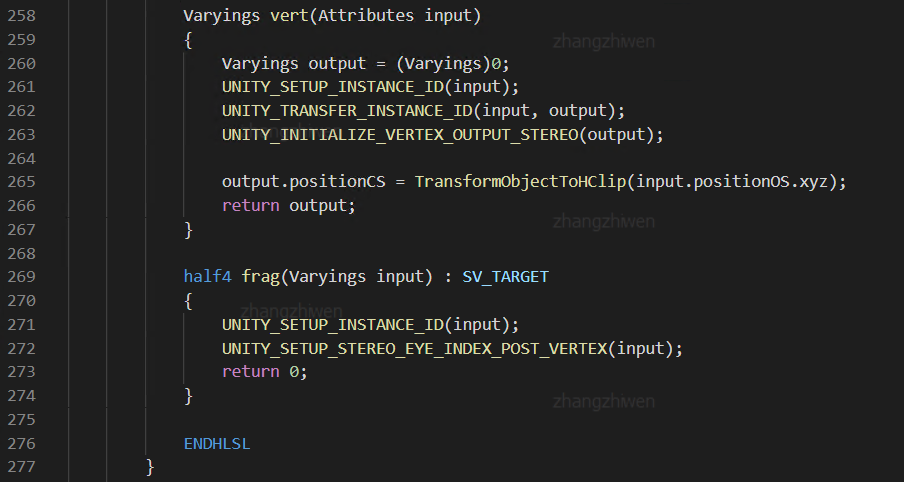 258 Varyings vert(Attributes input)
259 {
260 Varyings output = (Varyings)0;
261 UNITY_SETUP_INSTANCE_ID(input);
262 UNITY_TRANSFER_INSTANCE_ID(input, output);
263 UNITY_INITIALIZE_VERTEX_OUTPUT_STEREO(output);
264
265 output.positionCS = TransformObjectToHClip(input.positionOS.xyz);
266 return output;
267 }
268
269 half4 frag(Varyings input) : SV_TARGET
270 {
271 UNITY_SETUP_INSTANCE_ID(input);
272 UNITY_SETUP_STEREO_EYE_INDEX_POST_VERTEX(input);
273 return 0;
274 }
275
276 ENDHLSL
277 }
zhangzhiwen
zhangzhiwen
zhangzhiwen
zhangzhiwen
zhangzhiwen